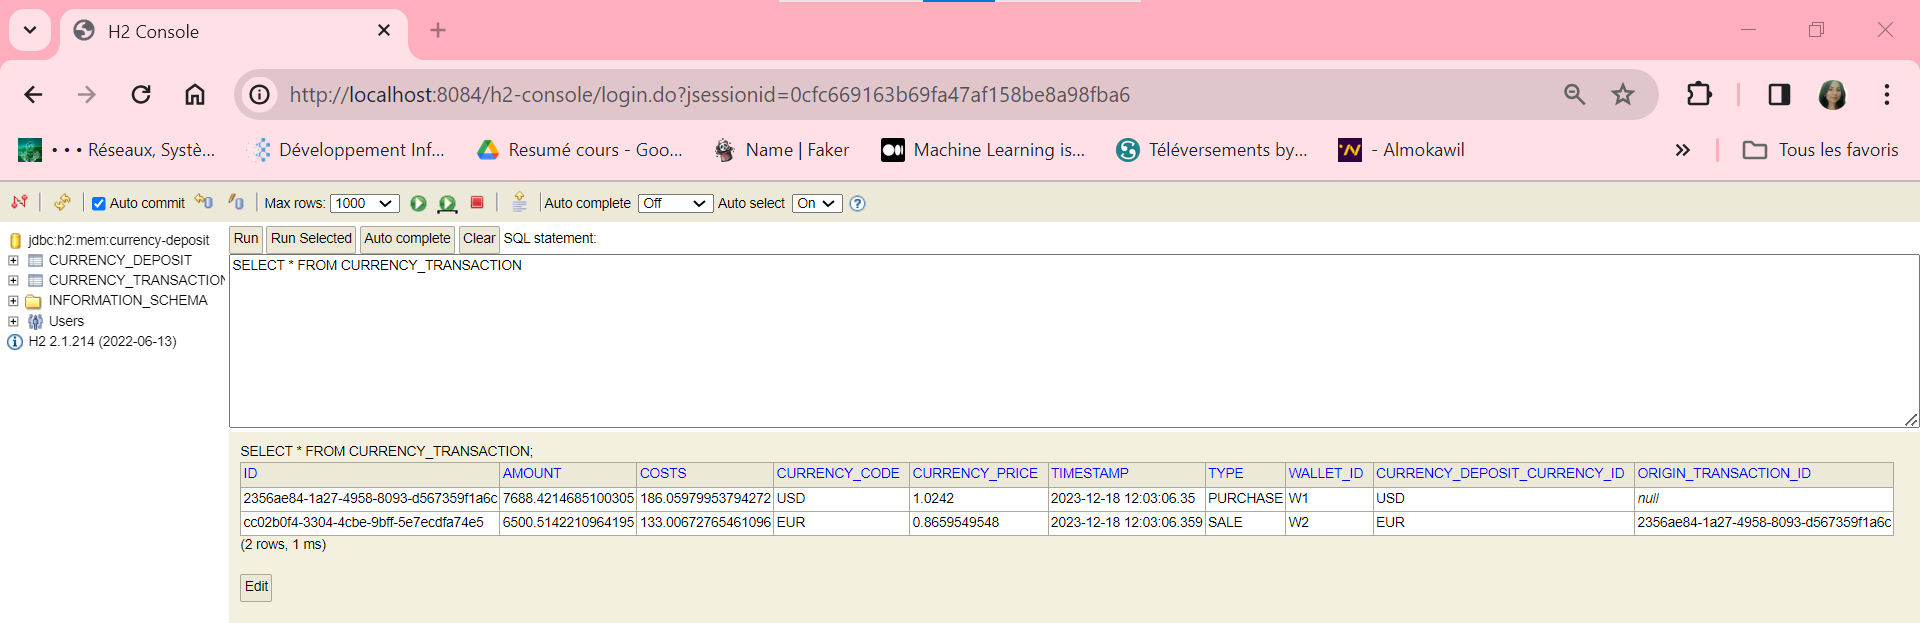 H2 Console
http://localhost:8084/h2-console/login.do?jsessionid=0cfc669163b69fa47af158be8a98fba6
• • • Réseaux, Systè... Développement Inf... Resumé cours - Goo... Name | Faker Machine Learning is... Téléversements by... - Almokawil » Tous les favoris
Auto commit Max rows: 1000 Auto complete Off Auto select On
jdbc:h2:mem:currency-deposit
CURRENCY_DEPOSIT
CURRENCY_TRANSACTION
INFORMATION_SCHEMA
Users
H2 2.1.214 (2022-06-13)
Run Run Selected Auto complete Clear SQL statement:
SELECT * FROM CURRENCY_TRANSACTION
SELECT * FROM CURRENCY_TRANSACTION;
ID AMOUNT COSTS CURRENCY_CODE CURRENCY_PRICE TIMESTAMP TYPE WALLET_ID CURRENCY_DEPOSIT_CURRENCY_ID ORIGIN_TRANSACTION_ID
2356ae84-1a27-4958-8093-d567359f1a6c 7688.4214685100305 186.05979953794272 USD 1.0242 2023-12-18 12:03:06.35 PURCHASE W1 USD null
cc02b0f4-3304-4cbe-9bff-5e7ecdfa74e5 6500.5142210964195 133.00672765461096 EUR 0.8659549548 2023-12-18 12:03:06.359 SALE W2 EUR 2356ae84-1a27-4958-8093-d567359f1a6c
(2 rows, 1 ms)
Edit